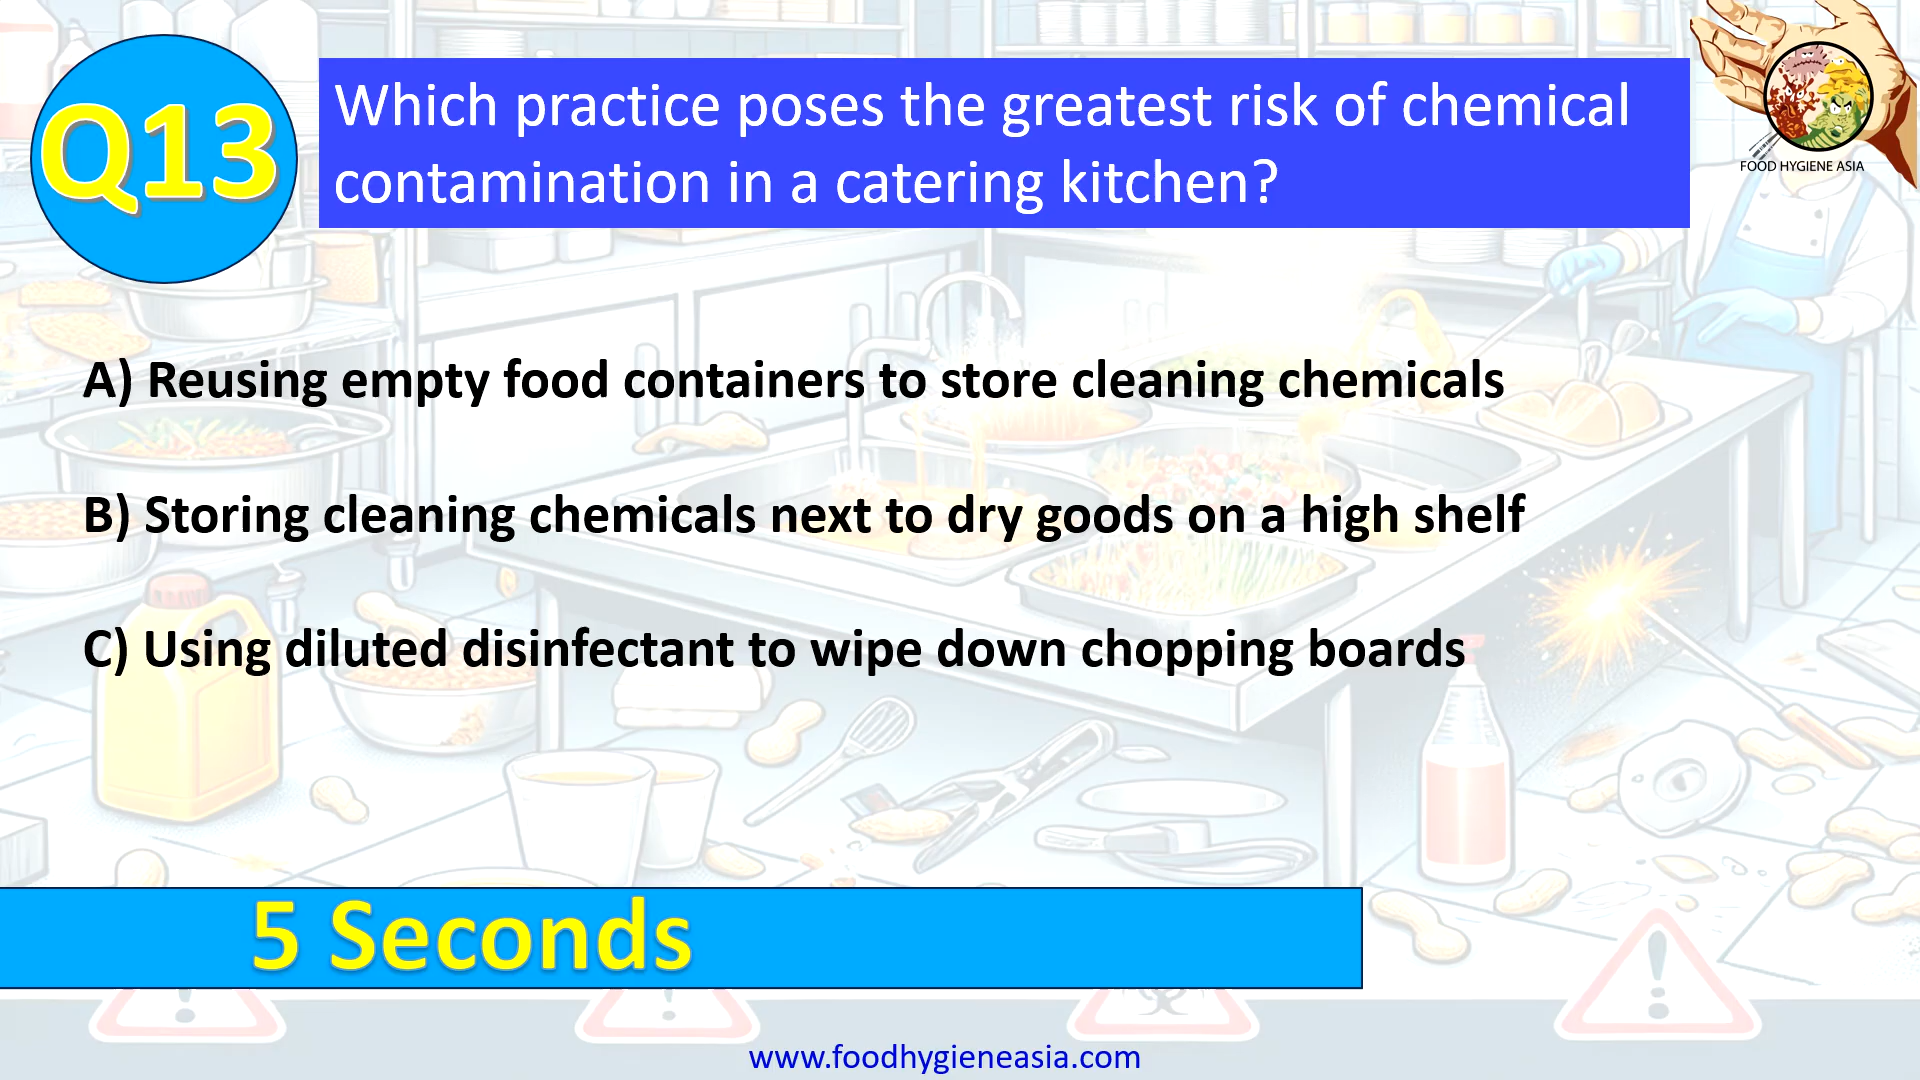 Q13
Which practice poses the greatest risk of chemical
contamination in a catering kitchen?
FOOD HYGIENE ASIA
A) Reusing empty food containers to store cleaning chemicals
B) Storing cleaning chemicals next to dry goods on a high shelf
C) Using diluted disinfectant to wipe down chopping boards
5 Seconds
www.foodhygieneasia.com